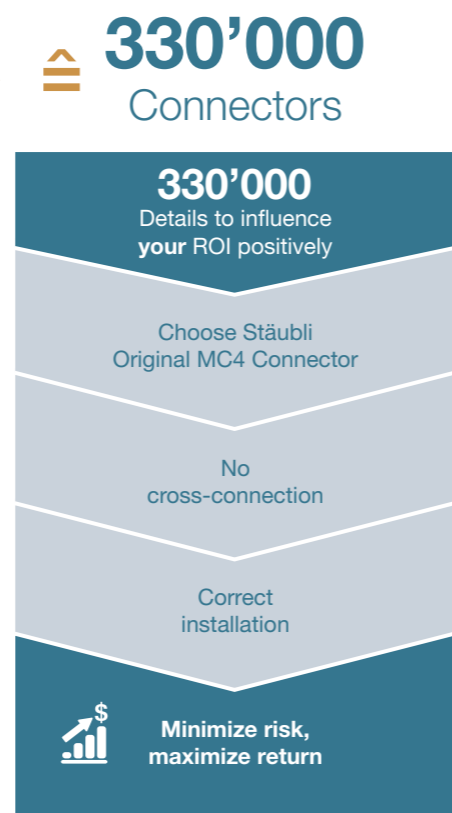 ≙ 330’000
Connectors
330’000
Details to influence
your ROI positively
Choose Stäubli
Original MC4 Connector
No
cross-connection
Correct
installation
$
Minimize risk,
maximize return